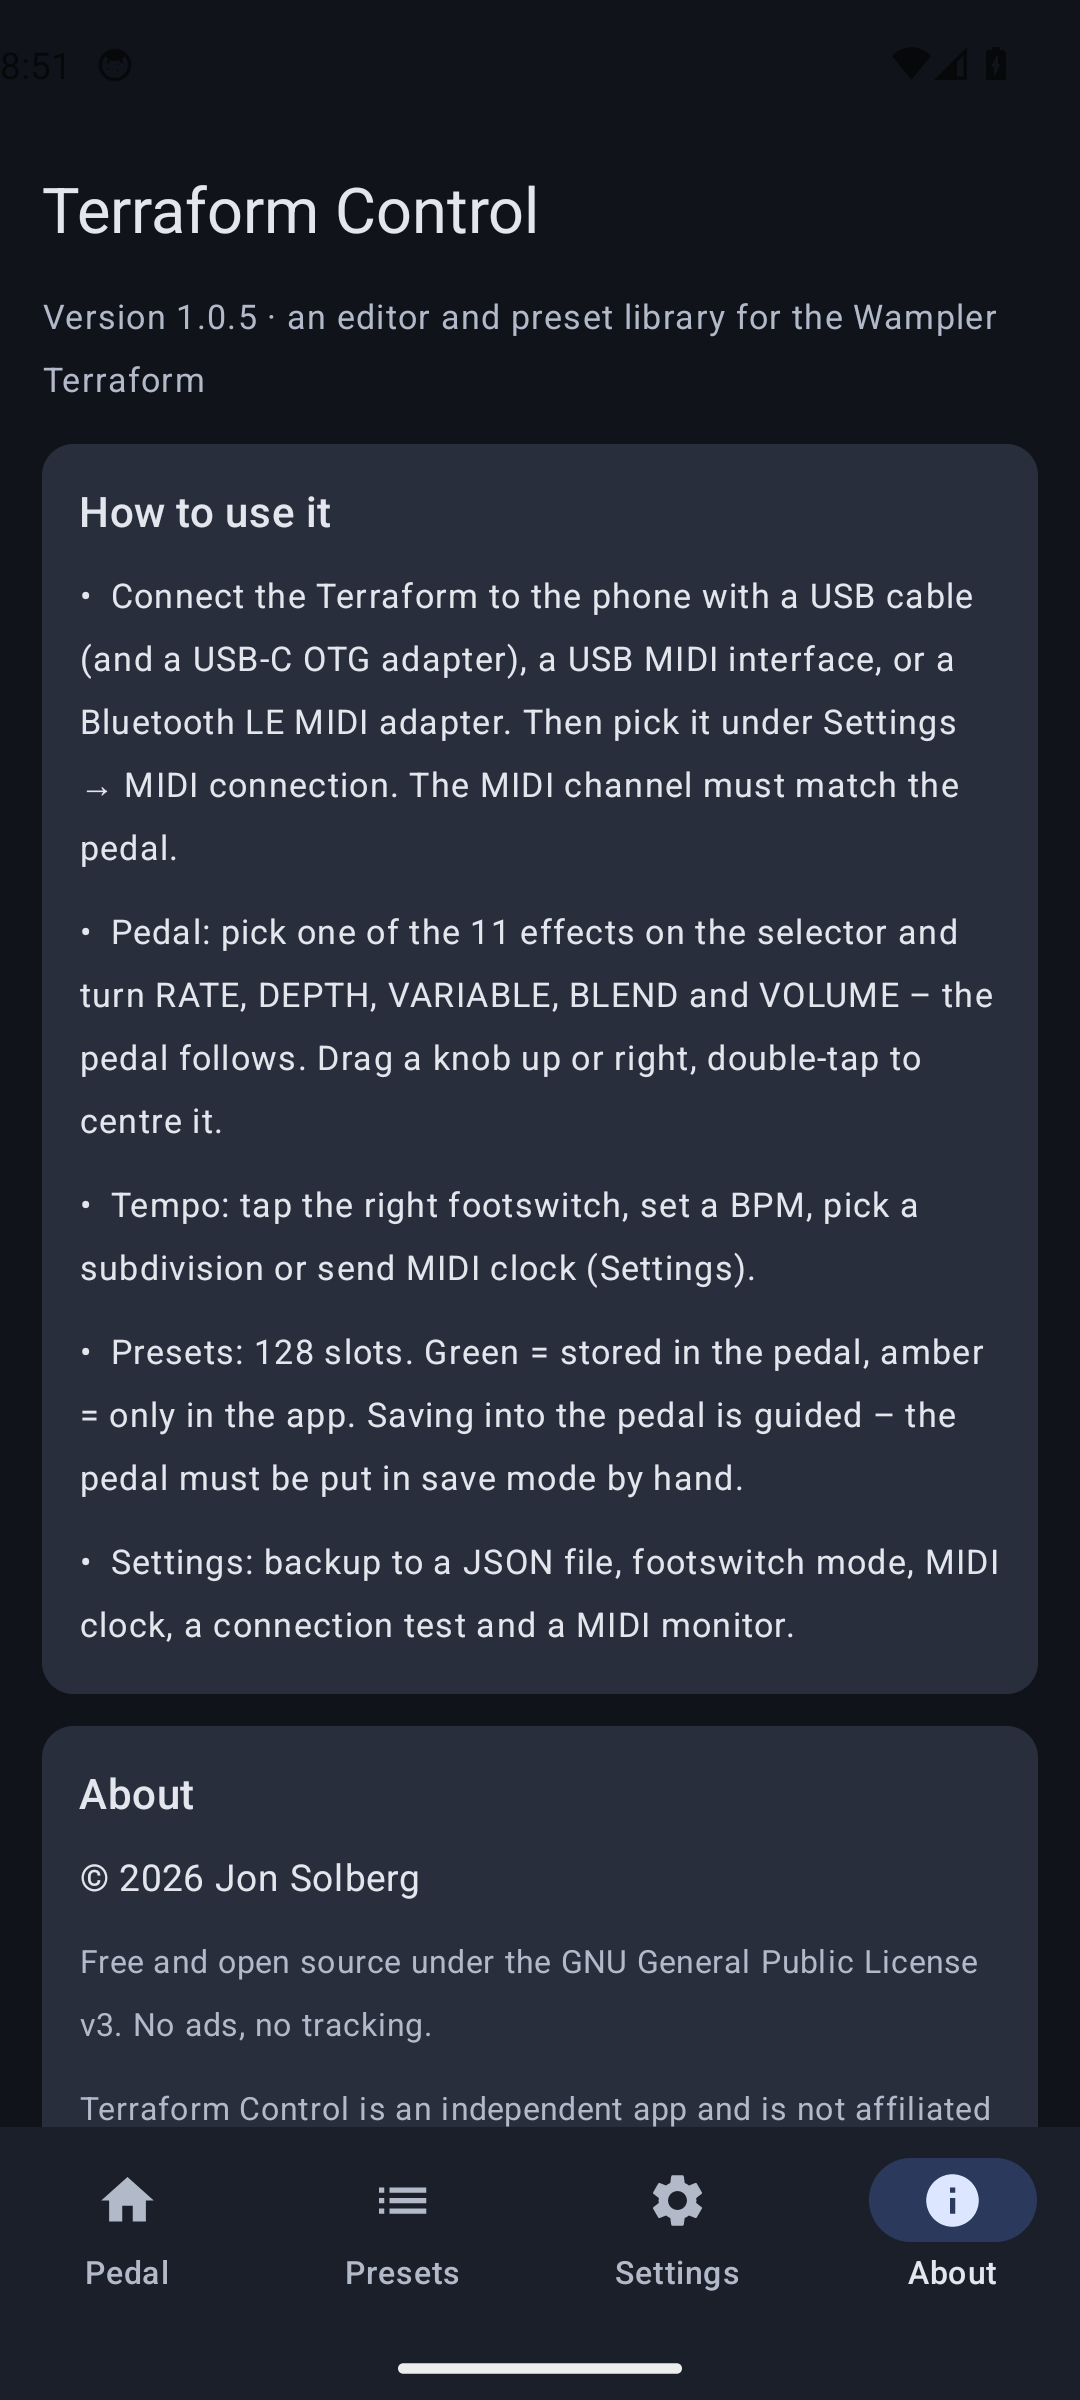 8:51
Terraform Control
Version 1.0.5 · an editor and preset library for the Wampler
Terraform
How to use it
• Connect the Terraform to the phone with a USB cable
(and a USB-C OTG adapter), a USB MIDI interface, or a
Bluetooth LE MIDI adapter. Then pick it under Settings
→ MIDI connection. The MIDI channel must match the
pedal.
• Pedal: pick one of the 11 effects on the selector and
turn RATE, DEPTH, VARIABLE, BLEND and VOLUME – the
pedal follows. Drag a knob up or right, double-tap to
centre it.
• Tempo: tap the right footswitch, set a BPM, pick a
subdivision or send MIDI clock (Settings).
• Presets: 128 slots. Green = stored in the pedal, amber
= only in the app. Saving into the pedal is guided – the
pedal must be put in save mode by hand.
• Settings: backup to a JSON file, footswitch mode, MIDI
clock, a connection test and a MIDI monitor.
About
© 2026 Jon Solberg
Free and open source under the GNU General Public License
v3. No ads, no tracking.
Terraform Control is an independent app and is not affiliated
Pedal
Presets
Settings
About